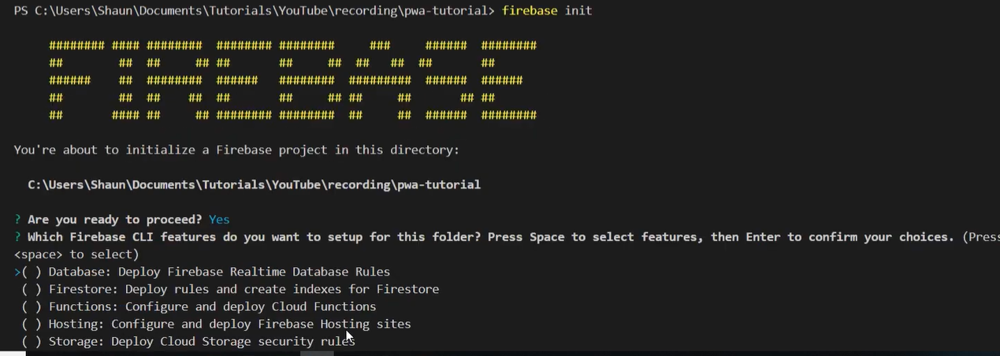 PS C:\Users\Shaun\Documents\Tutorials\YouTube\recording\pwa-tutorial> firebase init
FIREBASE
You're about to initialize a Firebase project in this directory:
C:\Users\Shaun\Documents\Tutorials\YouTube\recording\pwa-tutorial
? Are you ready to proceed? Yes
? Which Firebase CLI features do you want to setup for this folder? Press Space to select features, then Enter to confirm your choices. (Press
<space> to select)
>( ) Database: Deploy Firebase Realtime Database Rules
( ) Firestore: Deploy rules and create indexes for Firestore
( ) Functions: Configure and deploy Cloud Functions
( ) Hosting: Configure and deploy Firebase Hosting sites
( ) Storage: Deploy Cloud Storage security rules